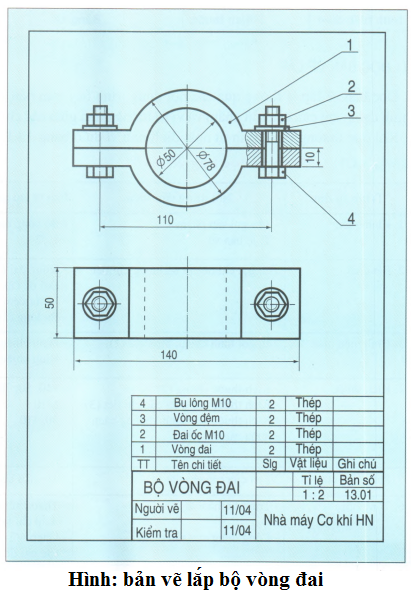 1
2
3
Ø50
Ø78
10
4
110
50
140
4 Bu lông M10 2 Thép
3 Vòng đệm 2 Thép
2 Đai ốc M10 2 Thép
1 Vòng đai 2 Thép
TT Tên chi tiết Slg Vật liệu Ghi chú
BỘ VÒNG ĐAI Tỉ lệ Bản số
1 : 2 13.01
Người vẽ 11/04 Nhà máy Cơ khí HN
Kiểm tra 11/04
Hình: bản vẽ lắp bộ vòng đai